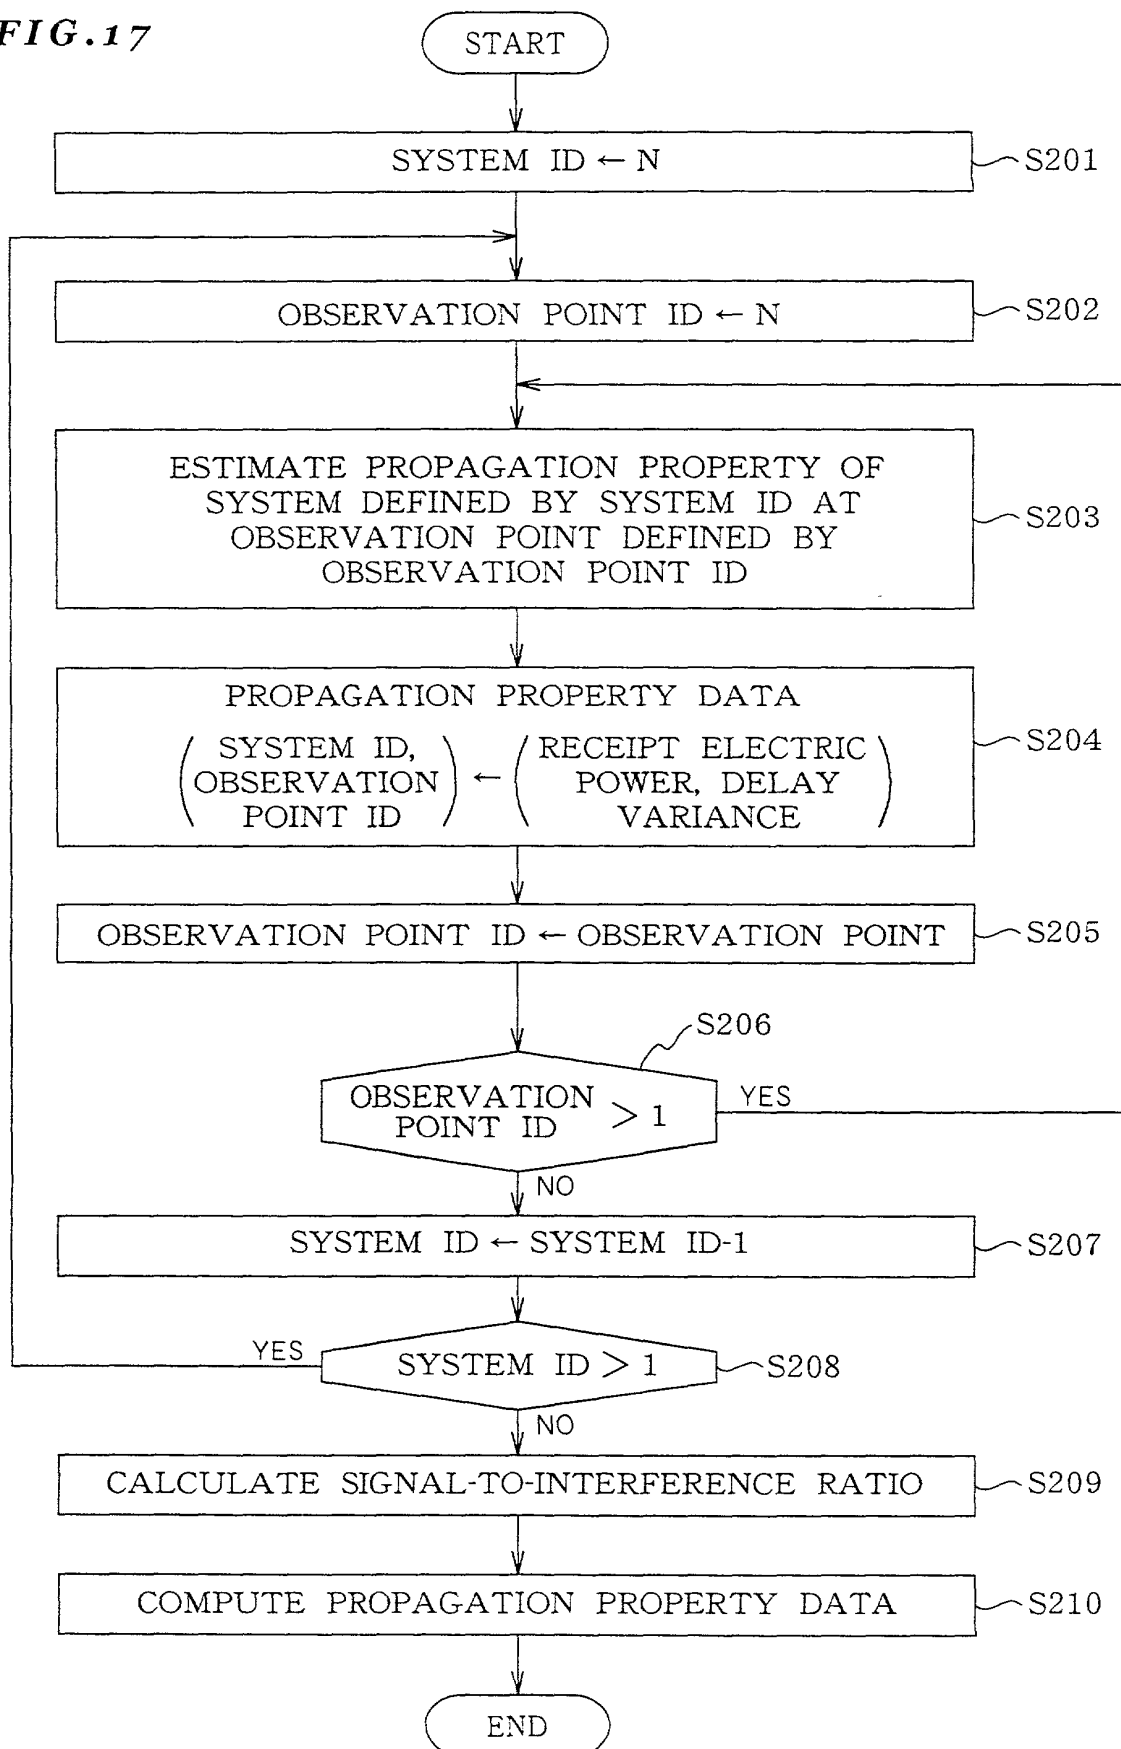 FIG.17
START
SYSTEM ID ← N
S201
OBSERVATION POINT ID ← N
S202
ESTIMATE PROPAGATION PROPERTY OF
SYSTEM DEFINED BY SYSTEM ID AT
OBSERVATION POINT DEFINED BY
OBSERVATION POINT ID
S203
PROPAGATION PROPERTY DATA
( SYSTEM ID, OBSERVATION POINT ID ) ← ( RECEIPT ELECTRIC POWER, DELAY VARIANCE )
S204
OBSERVATION POINT ID ← OBSERVATION POINT
S205
S206
OBSERVATION
POINT ID > 1
YES
NO
SYSTEM ID ← SYSTEM ID-1
S207
YES
SYSTEM ID > 1
S208
NO
CALCULATE SIGNAL-TO-INTERFERENCE RATIO
S209
COMPUTE PROPAGATION PROPERTY DATA
S210
END